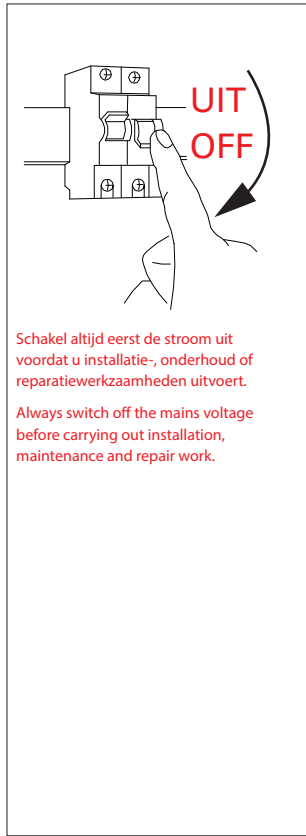 UIT
OFF
Schakel altijd eerst de stroom uit
voordat u installatie-, onderhoud of
reparatiewerkzaamheden uitvoert.
Always switch off the mains voltage
before carrying out installation,
maintenance and repair work.